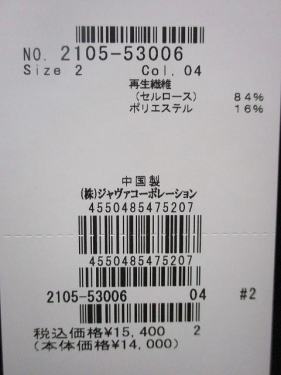 NO. 2105-53006
Size 2 Col. 04
再生繊維
(セルロース) 84%
ポリエステル 16%
中国製
(株)ジャヴァコーポレーション
4550485475207
4550485475207
2105-53006 04 #2
税込価格¥15,400 2
(本体価格¥14,000)